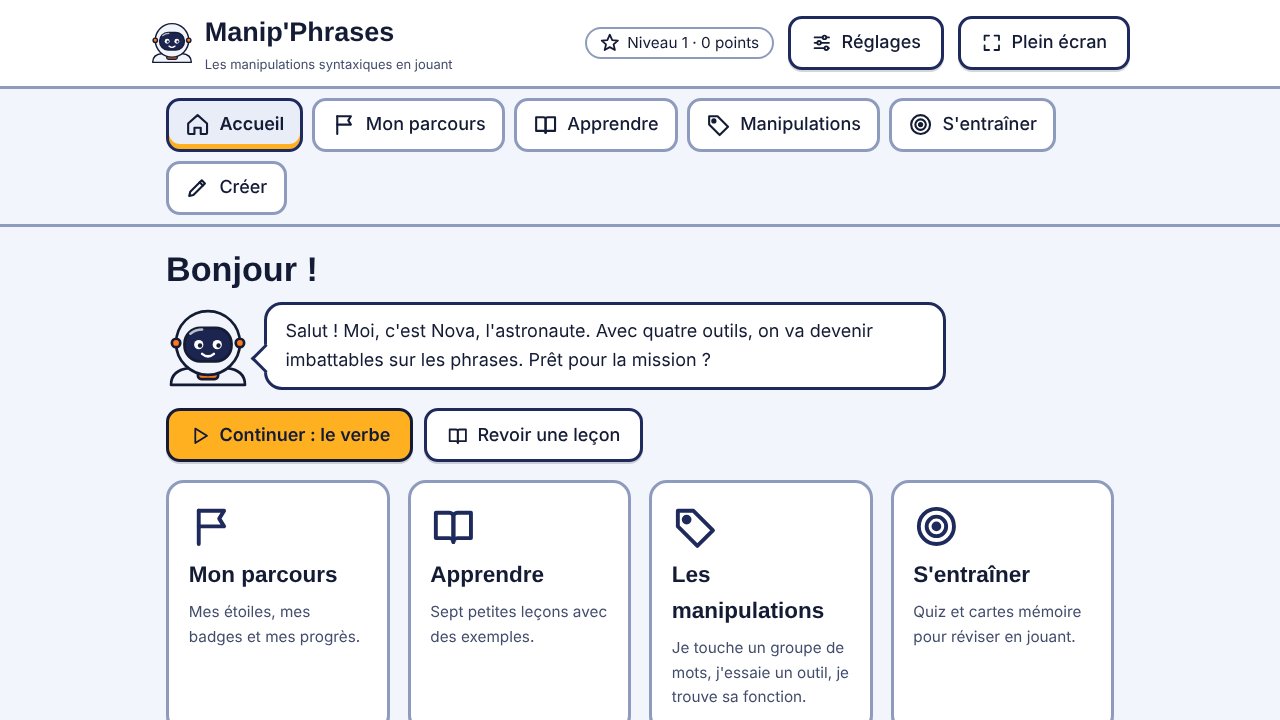 Manip'Phrases
Les manipulations syntaxiques en jouant
Niveau 1 · 0 points
Réglages
Plein écran
Accueil
Mon parcours
Apprendre
Manipulations
S'entraîner
Créer
Bonjour !
Salut ! Moi, c'est Nova, l'astronaute. Avec quatre outils, on va devenir
imbattables sur les phrases. Prêt pour la mission ?
Continuer : le verbe
Revoir une leçon
Mon parcours
Mes étoiles, mes
badges et mes progrès.
Apprendre
Sept petites leçons avec
des exemples.
Les
manipulations
Je touche un groupe de
mots, j'essaie un outil, je
trouve sa fonction.
S'entraîner
Quiz et cartes mémoire
pour réviser en jouant.